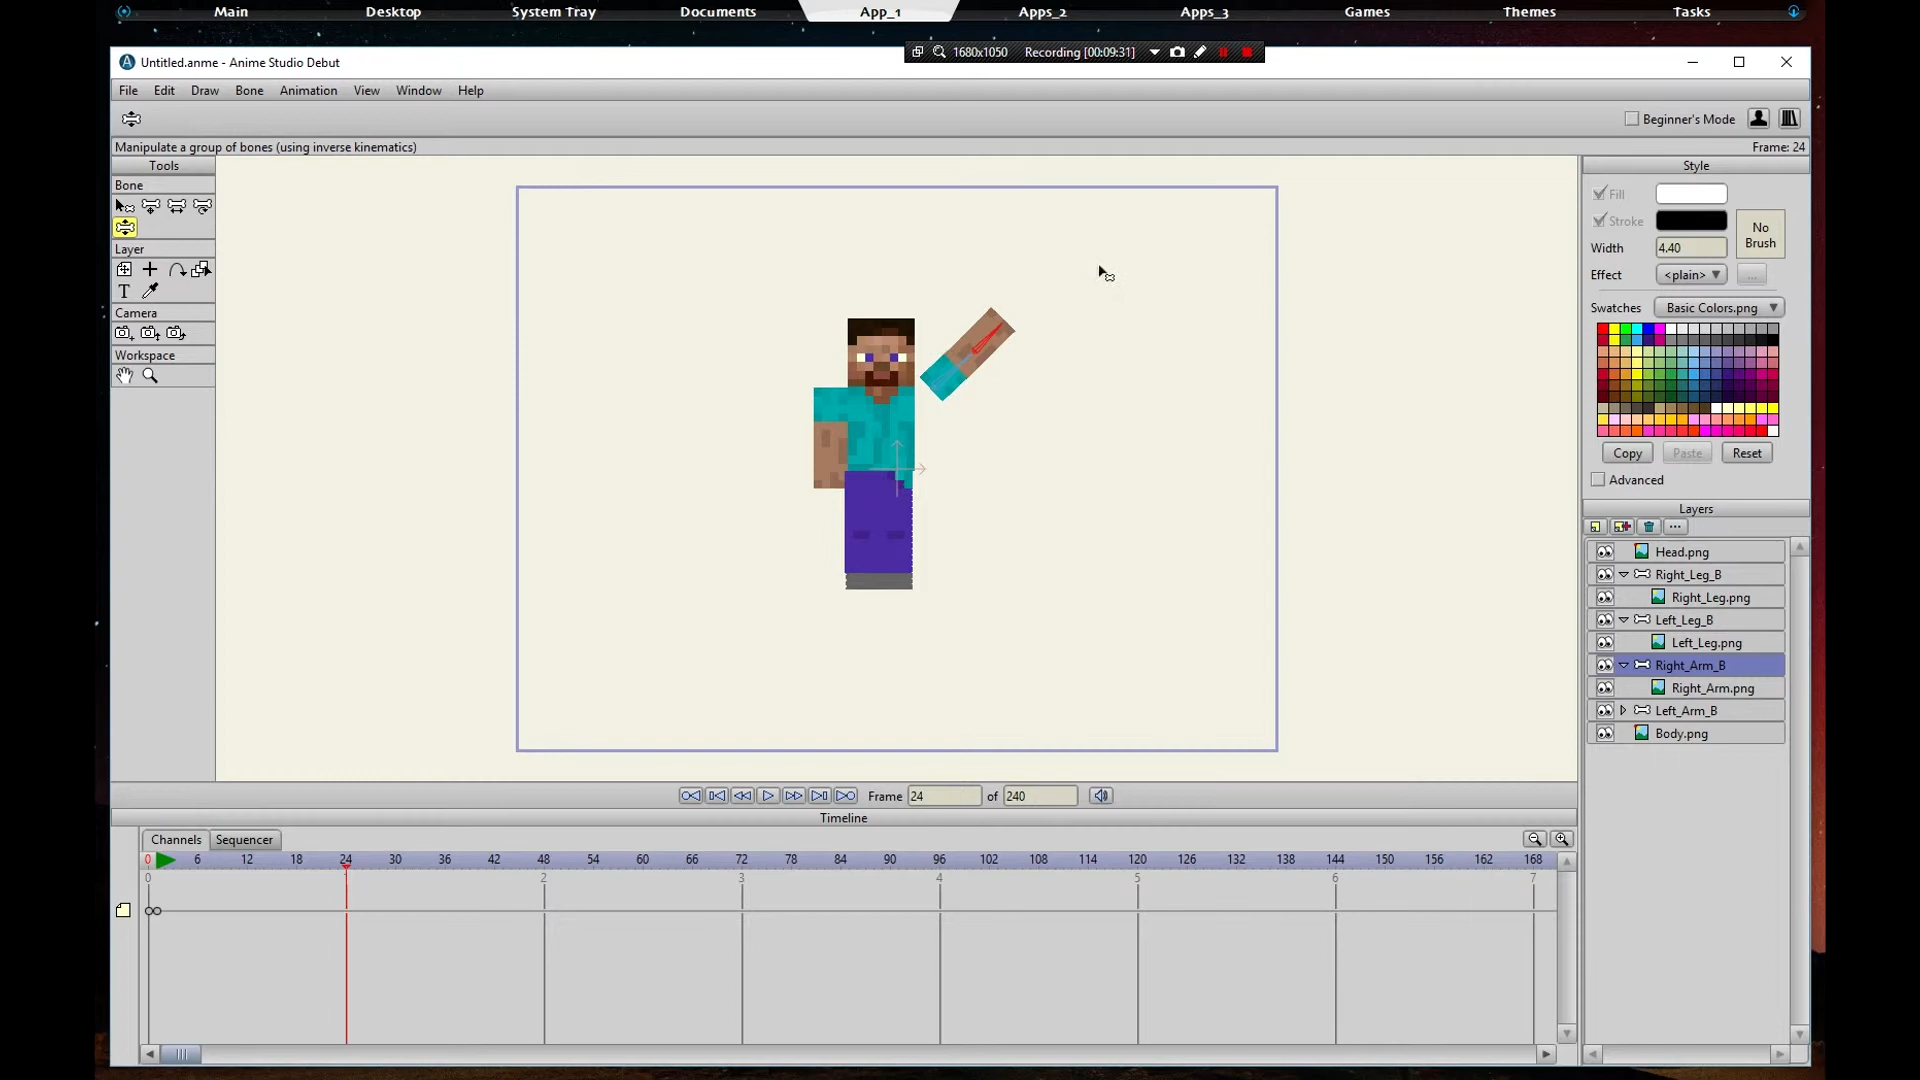 Main Desktop System Tray Documents App_1 Apps_2 Apps_3 Games Themes Tasks
1680x1050 Recording [00:09:31]
Untitled.anme - Anime Studio Debut
File Edit Draw Bone Animation View Window Help
Beginner's Mode
Manipulate a group of bones (using inverse kinematics) Frame: 24
Tools
Bone
Layer
T
Camera
Workspace
Style
Fill
Stroke
No
Brush
Width 4.40
Effect <plain> ...
Swatches Basic Colors.png
Copy Paste Reset
Advanced
Layers
Head.png
Right_Leg_B
Right_Leg.png
Left_Leg_B
Left_Leg.png
Right_Arm_B
Right_Arm.png
Left_Arm_B
Body.png
Frame 24 of 240
Timeline
Channels Sequencer
0 6 12 18 24 30 36 42 48 54 60 66 72 78 84 90 96 102 108 114 120 126 132 138 144 150 156 162 168
0 2 3 4 5 6 7